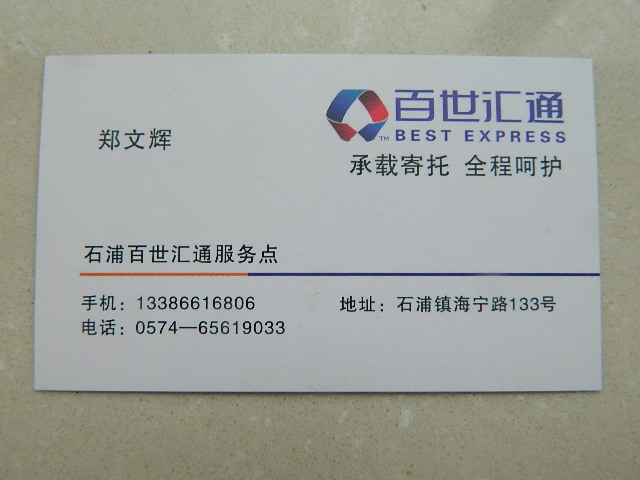 百世汇通
™ BEST EXPRESS
承载寄托 全程呵护
郑文辉
石浦百世汇通服务点
手机：13386616806
电话：0574—65619033
地址：石浦镇海宁路133号